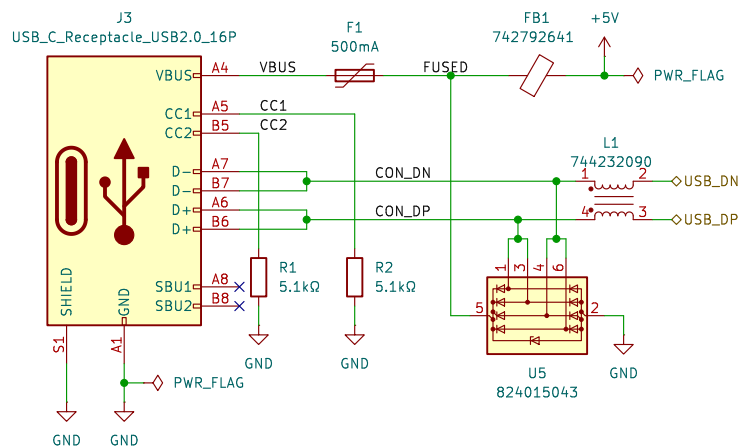 J3
USB_C_Receptacle_USB2.0_16P
F1
500mA
FB1
742792641
+5V
VBUS
A4
VBUS
FUSED
PWR_FLAG
CC1
A5
CC1
CC2
B5
CC2
D-
A7
CON_DN
D-
B7
D+
A6
CON_DP
D+
B6
L1
744232090
1
2
USB_DN
4
3
USB_DP
SBU1
A8
SBU2
B8
R1
5.1kΩ
R2
5.1kΩ
SHIELD
GND
S1
A1
1
3
4
6
5
2
U5
824015043
GND
GND
GND
PWR_FLAG
GND
GND